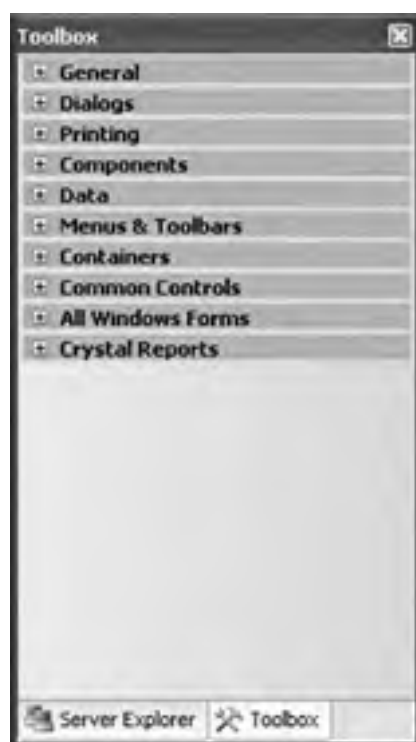 Toolbox
General
Dialogs
Printing
Components
Data
Menus & Toolbars
Containers
Common Controls
All Windows Forms
Crystal Reports
Server Explorer Toolbox